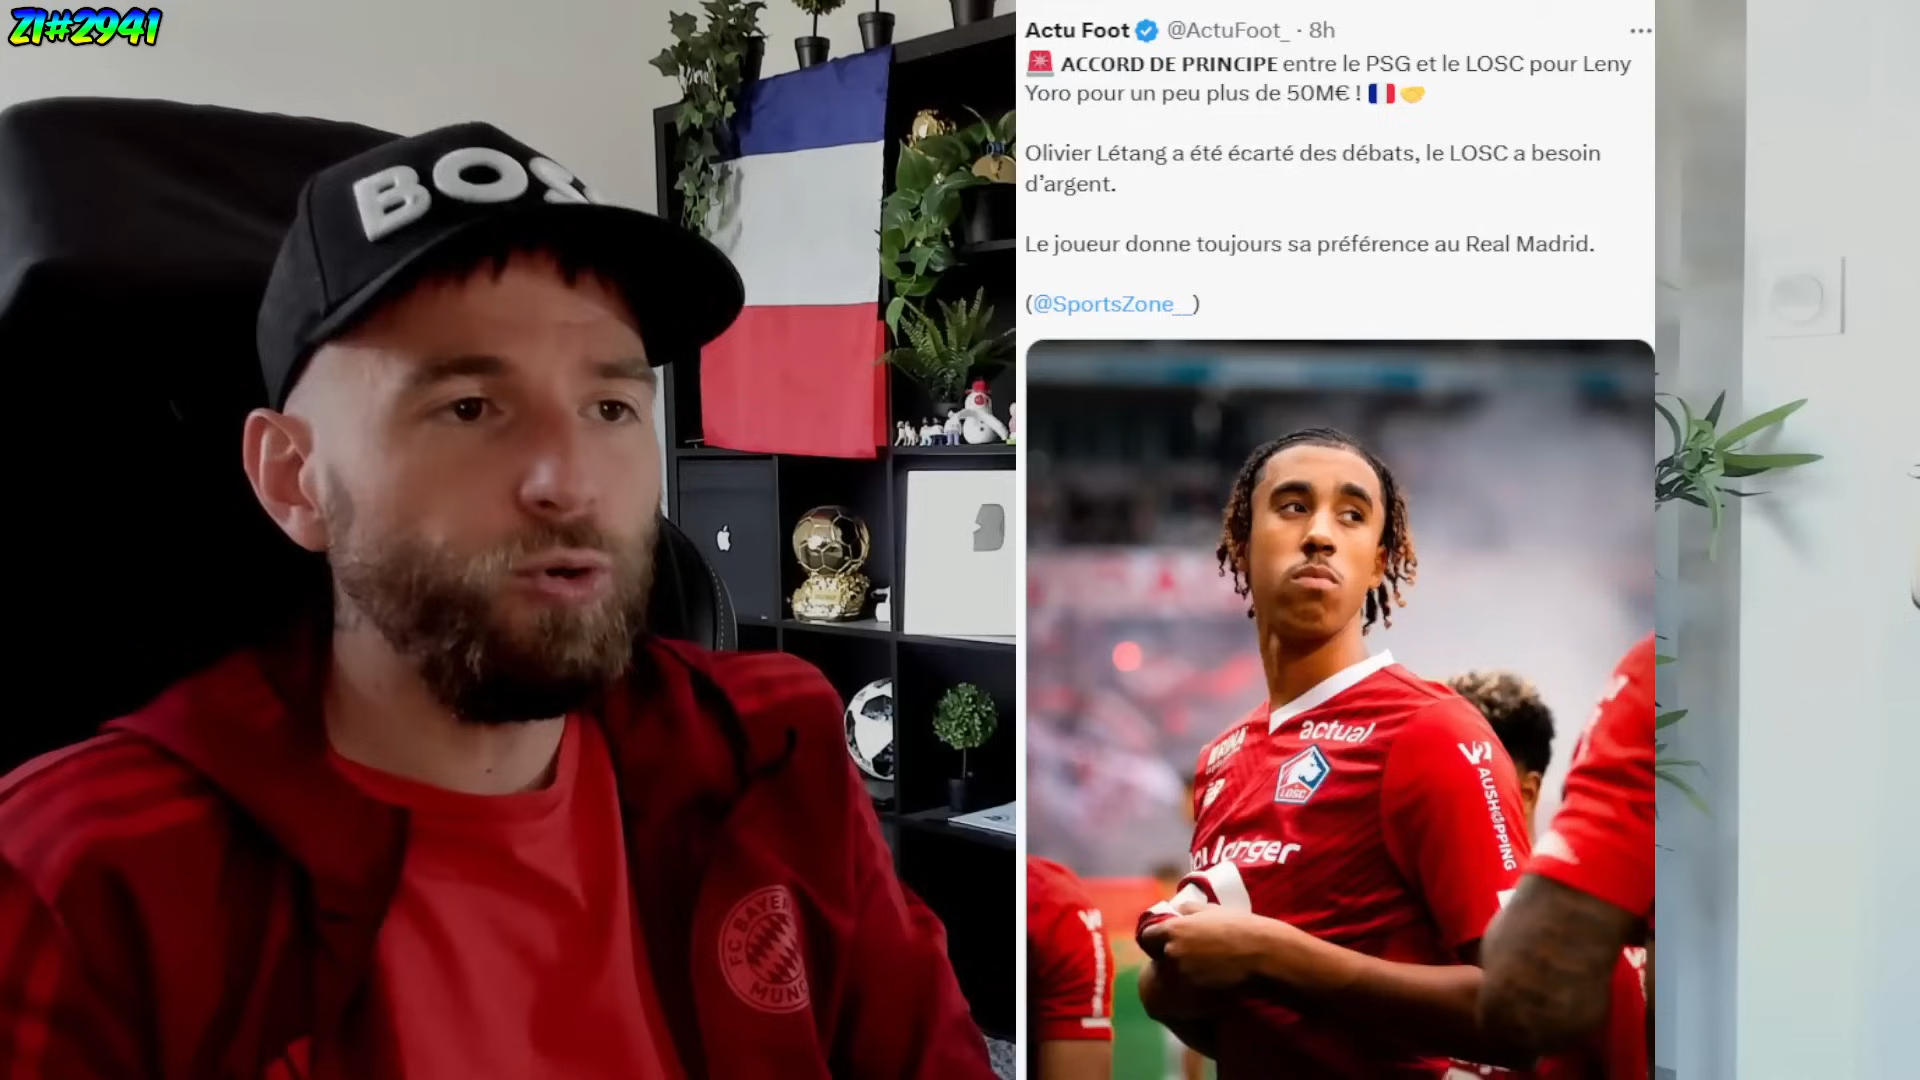 ZI#2941
BOS
FC BAYERN
MÜNC
Actu Foot @ActuFoot_ · 8h
🚨 ACCORD DE PRINCIPE entre le PSG et le LOSC pour Leny
Yoro pour un peu plus de 50M€ ! 🇫🇷🤝
Olivier Létang a été écarté des débats, le LOSC a besoin
d’argent.
Le joueur donne toujours sa préférence au Real Madrid.
(@SportsZone__)
actual
LOSC
AUSHOPPING